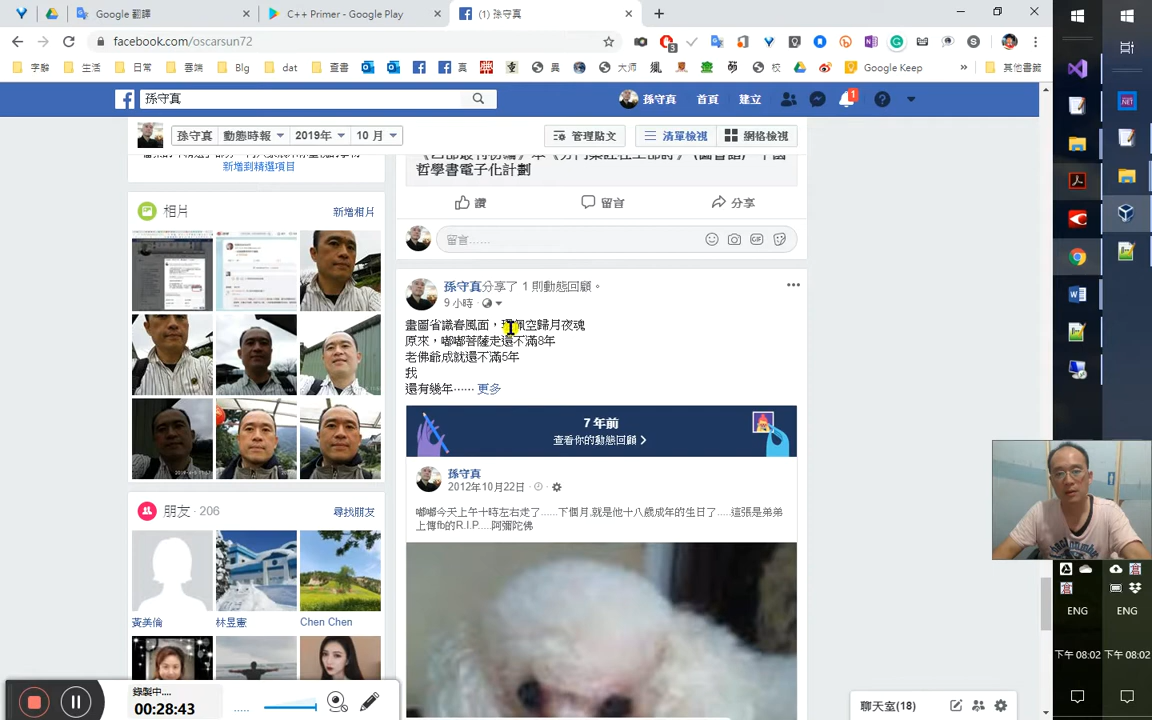 Google 翻譯
C++ Primer - Google Play
(1) 孫守真
facebook.com/oscarsun72
字辭
生活
日常
雲端
Blg
dat
查書
真
異
大师
校
Google Keep
其他書籤
孫守真
孫守真
首頁
建立
1
孫守真
動態時報
2019年
10 月
管理貼文
清單檢視
網格檢視
新增到精選項目
哲學書電子化計劃
相片
新增相片
讚
留言
分享
留言……
GIF
孫守真分享了 1 則動態回顧。
9 小時
畫圖省識春風面，環佩空歸月夜魂
原來，嘟嘟菩薩走還不滿8年
老佛爺成就還不滿5年
我
還有幾年…… 更多
7 年前
查看你的動態回顧
孫守真
2012年10月22日
嘟嘟今天上午十時左右走了……下個月,就是他十八歲成年的生日了.....這張是弟弟
上傳fb的R.I.P.....阿彌陀佛
朋友 · 206
尋找朋友
黃美倫
林昱憲
Chen Chen
錄製中....
00:28:43
聊天室(18)
ENG
ENG
下午 08:02
下午 08:02